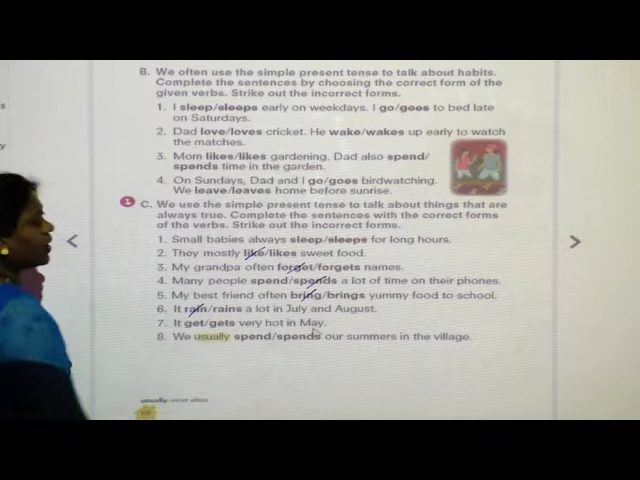 B. We often use the simple present tense to talk about habits.
Complete the sentences by choosing the correct form of the
given verbs. Strike out the incorrect forms.
1. I sleep/sleeps early on weekdays. I go/goes to bed late
on Saturdays.
2. Dad love/loves cricket. He wake/wakes up early to watch
the matches.
3. Mom likes/likes gardening. Dad also spend/
spends time in the garden.
4. On Sundays, Dad and I go/goes birdwatching.
We leave/leaves home before sunrise.
1 C. We use the simple present tense to talk about things that are
always true. Complete the sentences with the correct forms
of the verbs. Strike out the incorrect forms.
1. Small babies always sleep/sleeps for long hours.
2. They mostly like/likes sweet food.
3. My grandpa often forget/forgets names.
4. Many people spend/spends a lot of time on their phones.
5. My best friend often bring/brings yummy food to school.
6. It rain/rains a lot in July and August.
7. It get/gets very hot in May.
8. We usually spend/spends our summers in the village.
usually: most often